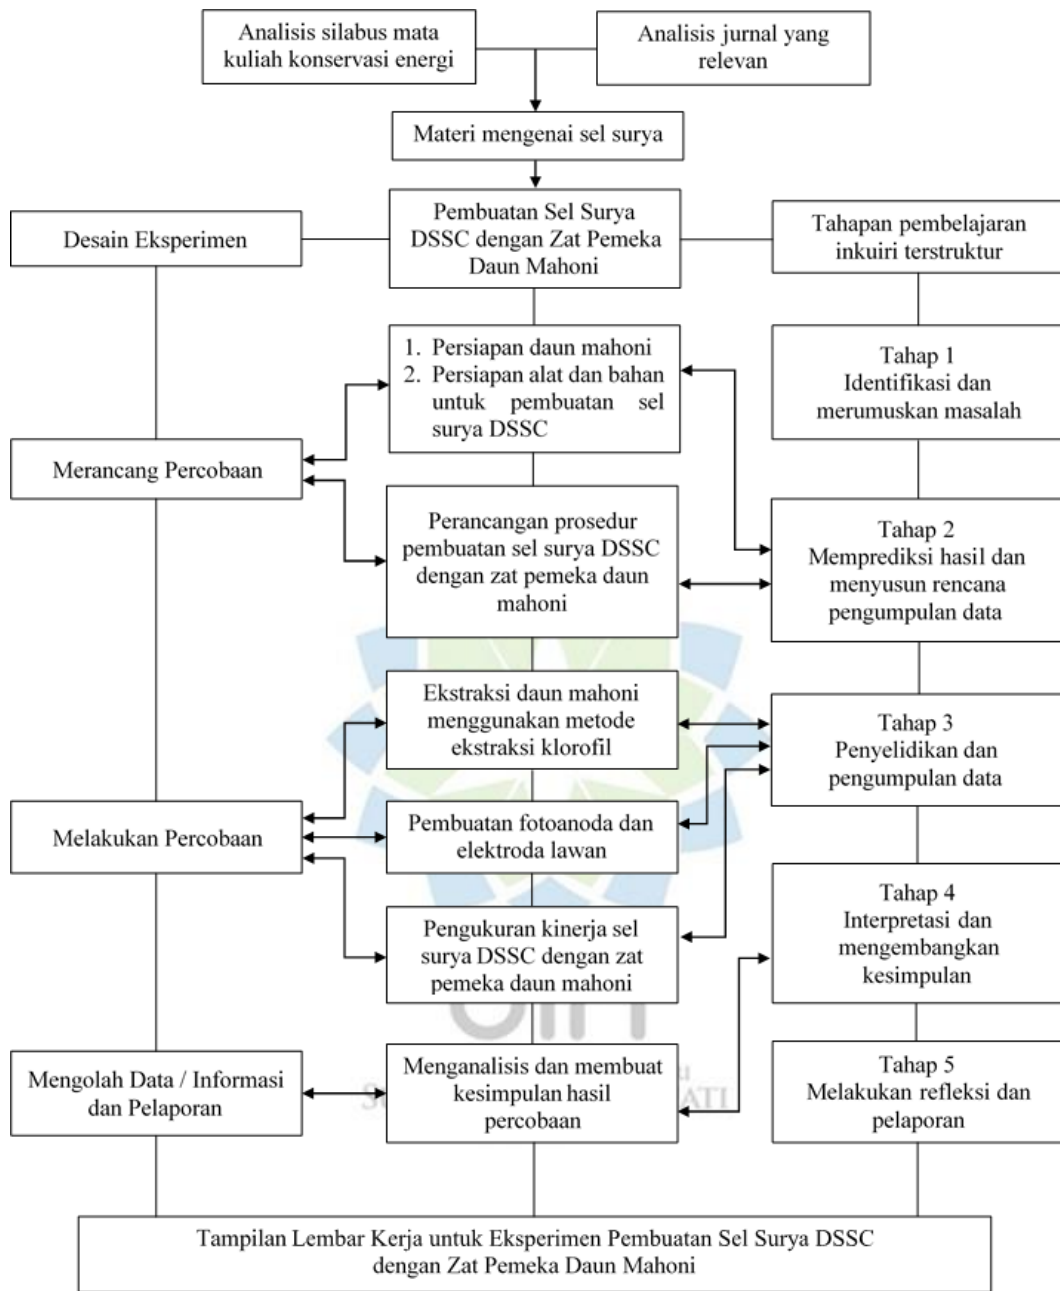 Analisis silabus mata
kuliah konservasi energi
Analisis jurnal yang
relevan
Materi mengenai sel surya
Desain Eksperimen
Pembuatan Sel Surya
DSSC dengan Zat Pemeka
Daun Mahoni
Tahapan pembelajaran
inkuiri terstruktur
1. Persiapan daun mahoni
2. Persiapan alat dan bahan
untuk pembuatan sel
surya DSSC
Tahap 1
Identifikasi dan
merumuskan masalah
Merancang Percobaan
Perancangan prosedur
pembuatan sel surya DSSC
dengan zat pemeka daun
mahoni
Tahap 2
Memprediksi hasil dan
menyusun rencana
pengumpulan data
Ekstraksi daun mahoni
menggunakan metode
ekstraksi klorofil
Tahap 3
Penyelidikan dan
pengumpulan data
Melakukan Percobaan
Pembuatan fotoanoda dan
elektroda lawan
Pengukuran kinerja sel
surya DSSC dengan zat
pemeka daun mahoni
Tahap 4
Interpretasi dan
mengembangkan
kesimpulan
Mengolah Data / Informasi
dan Pelaporan
Menganalisis dan membuat
kesimpulan hasil
percobaan
Tahap 5
Melakukan refleksi dan
pelaporan
Tampilan Lembar Kerja untuk Eksperimen Pembuatan Sel Surya DSSC
dengan Zat Pemeka Daun Mahoni